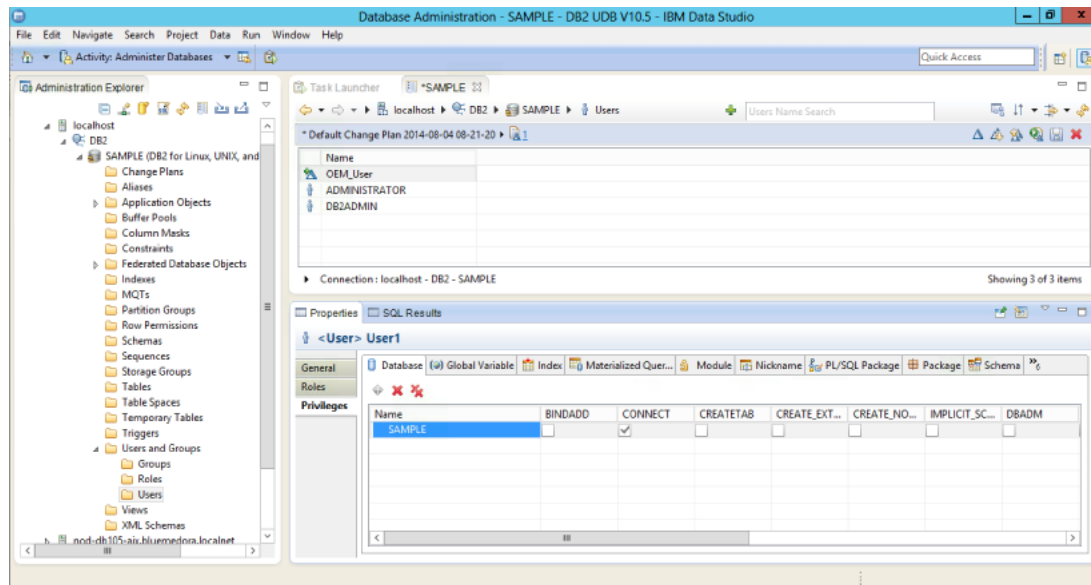 Database Administration - SAMPLE - DB2 UDB V10.5 - IBM Data Studio
File Edit Navigate Search Project Data Run Window Help
Activity: Administer Databases
Quick Access
Administration Explorer
localhost
DB2
SAMPLE (DB2 for Linux, UNIX, and
Change Plans
Aliases
Application Objects
Buffer Pools
Column Masks
Constraints
Federated Database Objects
Indexes
MQTs
Partition Groups
Row Permissions
Schemas
Sequences
Storage Groups
Tables
Table Spaces
Temporary Tables
Triggers
Users and Groups
Groups
Roles
Users
Views
XML Schemas
nod-db105-aix.bluemedora.localnet
Task Launcher
*SAMPLE
localhost DB2 SAMPLE Users
Users Name Search
* Default Change Plan 2014-08-04 08-21-20 1
Name
OEM_User
ADMINISTRATOR
DB2ADMIN
Connection : localhost - DB2 - SAMPLE
Showing 3 of 3 items
Properties SQL Results
<User> User1
General
Roles
Privileges
Database Global Variable Index Materialized Quer... Module Nickname PL/SQL Package Package Schema »6
Name BINDADD CONNECT CREATETAB CREATE_EXT... CREATE_NO... IMPLICIT_SC... DBADM
SAMPLE